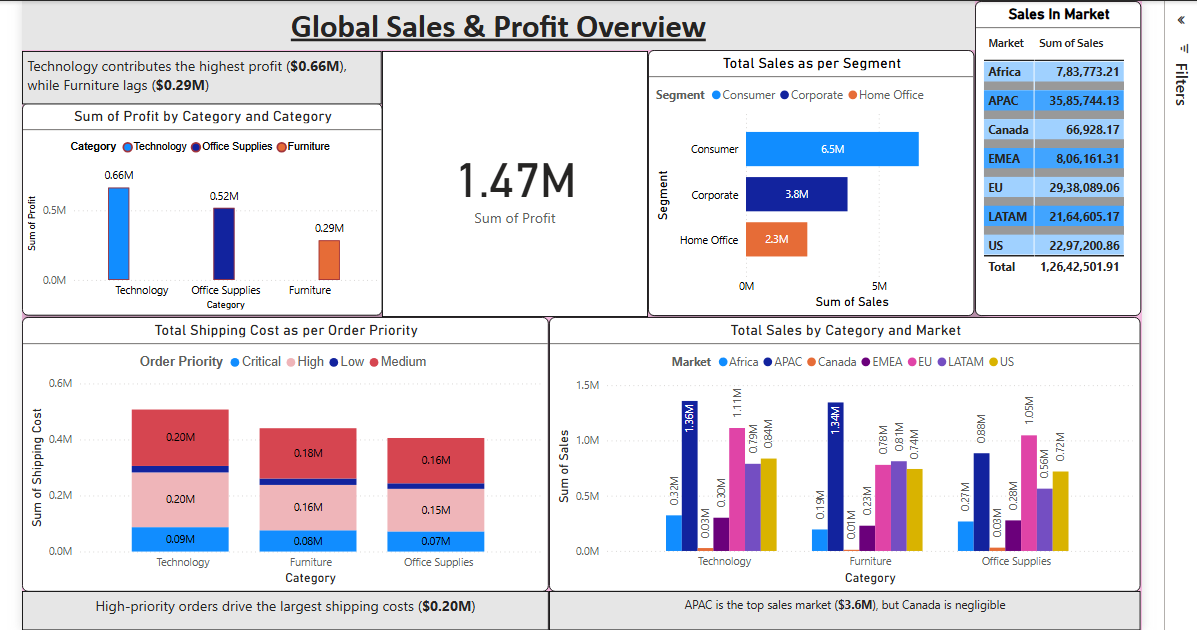 Global Sales & Profit Overview
Technology contributes the highest profit ($0.66M),
while Furniture lags ($0.29M)
Sum of Profit by Category and Category
Category Technology Office Supplies Furniture
Sum of Profit
0.5M
0.0M
0.66M
0.52M
0.29M
Technology Office Supplies Furniture
Category
1.47M
Sum of Profit
Total Sales as per Segment
Segment Consumer Corporate Home Office
Segment
Consumer 6.5M
Corporate 3.8M
Home Office 2.3M
0M 5M
Sum of Sales
Sales In Market
Market Sum of Sales
Africa 7,83,773.21
APAC 35,85,744.13
Canada 66,928.17
EMEA 8,06,161.31
EU 29,38,089.06
LATAM 21,64,605.17
US 22,97,200.86
Total 1,26,42,501.91
Filters
Total Shipping Cost as per Order Priority
Order Priority Critical High Low Medium
Sum of Shipping Cost
0.6M
0.4M
0.2M
0.0M
0.20M 0.18M 0.16M
0.20M 0.16M 0.15M
0.09M 0.08M 0.07M
Technology Furniture Office Supplies
Category
Total Sales by Category and Market
Market Africa APAC Canada EMEA EU LATAM US
Sum of Sales
1.5M
1.0M
0.5M
0.0M
0.32M 1.36M 0.03M 0.30M 1.11M 0.79M 0.84M
0.19M 1.34M 0.01M 0.23M 0.78M 0.81M 0.74M
0.27M 0.88M 0.03M 0.28M 1.05M 0.56M 0.72M
Technology Furniture Office Supplies
Category
High-priority orders drive the largest shipping costs ($0.20M)
APAC is the top sales market ($3.6M), but Canada is negligible